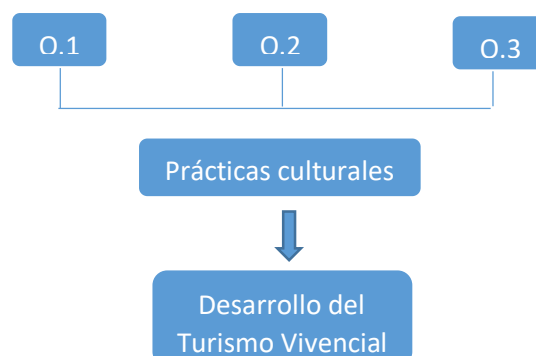 O.1
O.2
O.3
Prácticas culturales
Desarrollo del
Turismo Vivencial